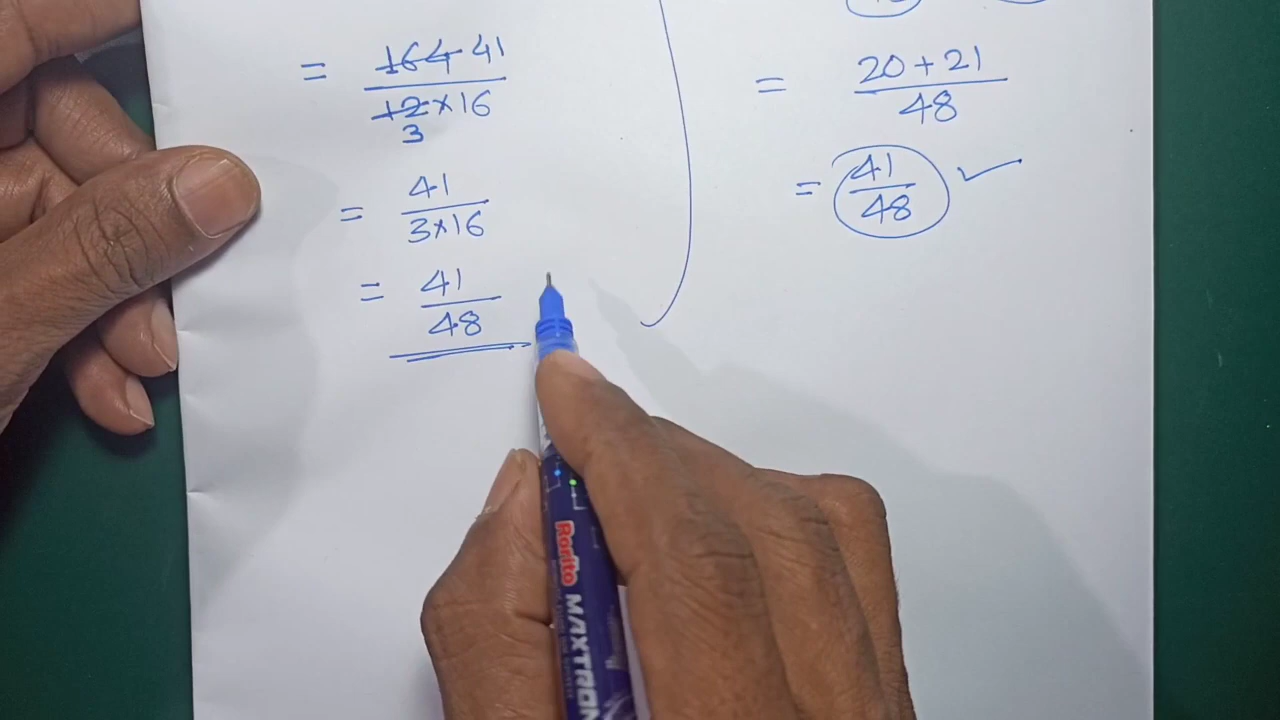 = 164 41
12 × 16
3
= 41
3×16
= 41
48
= 20 + 21
48
= 41
48 ✓
Rorito MAXTRON